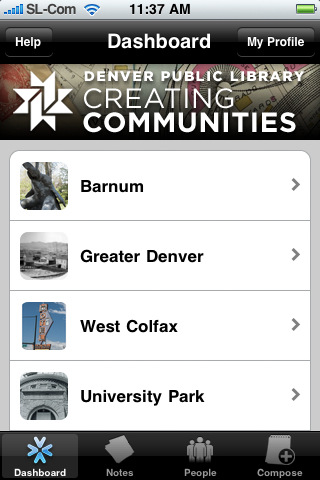 SL-Com 11:37 AM
Help Dashboard My Profile
DENVER PUBLIC LIBRARY
CREATING
COMMUNITIES
Barnum
Greater Denver
West Colfax
University Park
Dashboard Notes People Compose